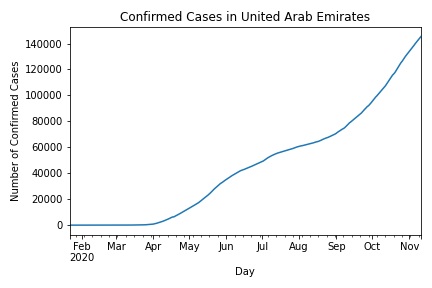 Confirmed Cases in United Arab Emirates
Number of Confirmed Cases
140000
120000
100000
80000
60000
40000
20000
0
Feb Mar Apr May Jun Jul Aug Sep Oct Nov
2020
Day